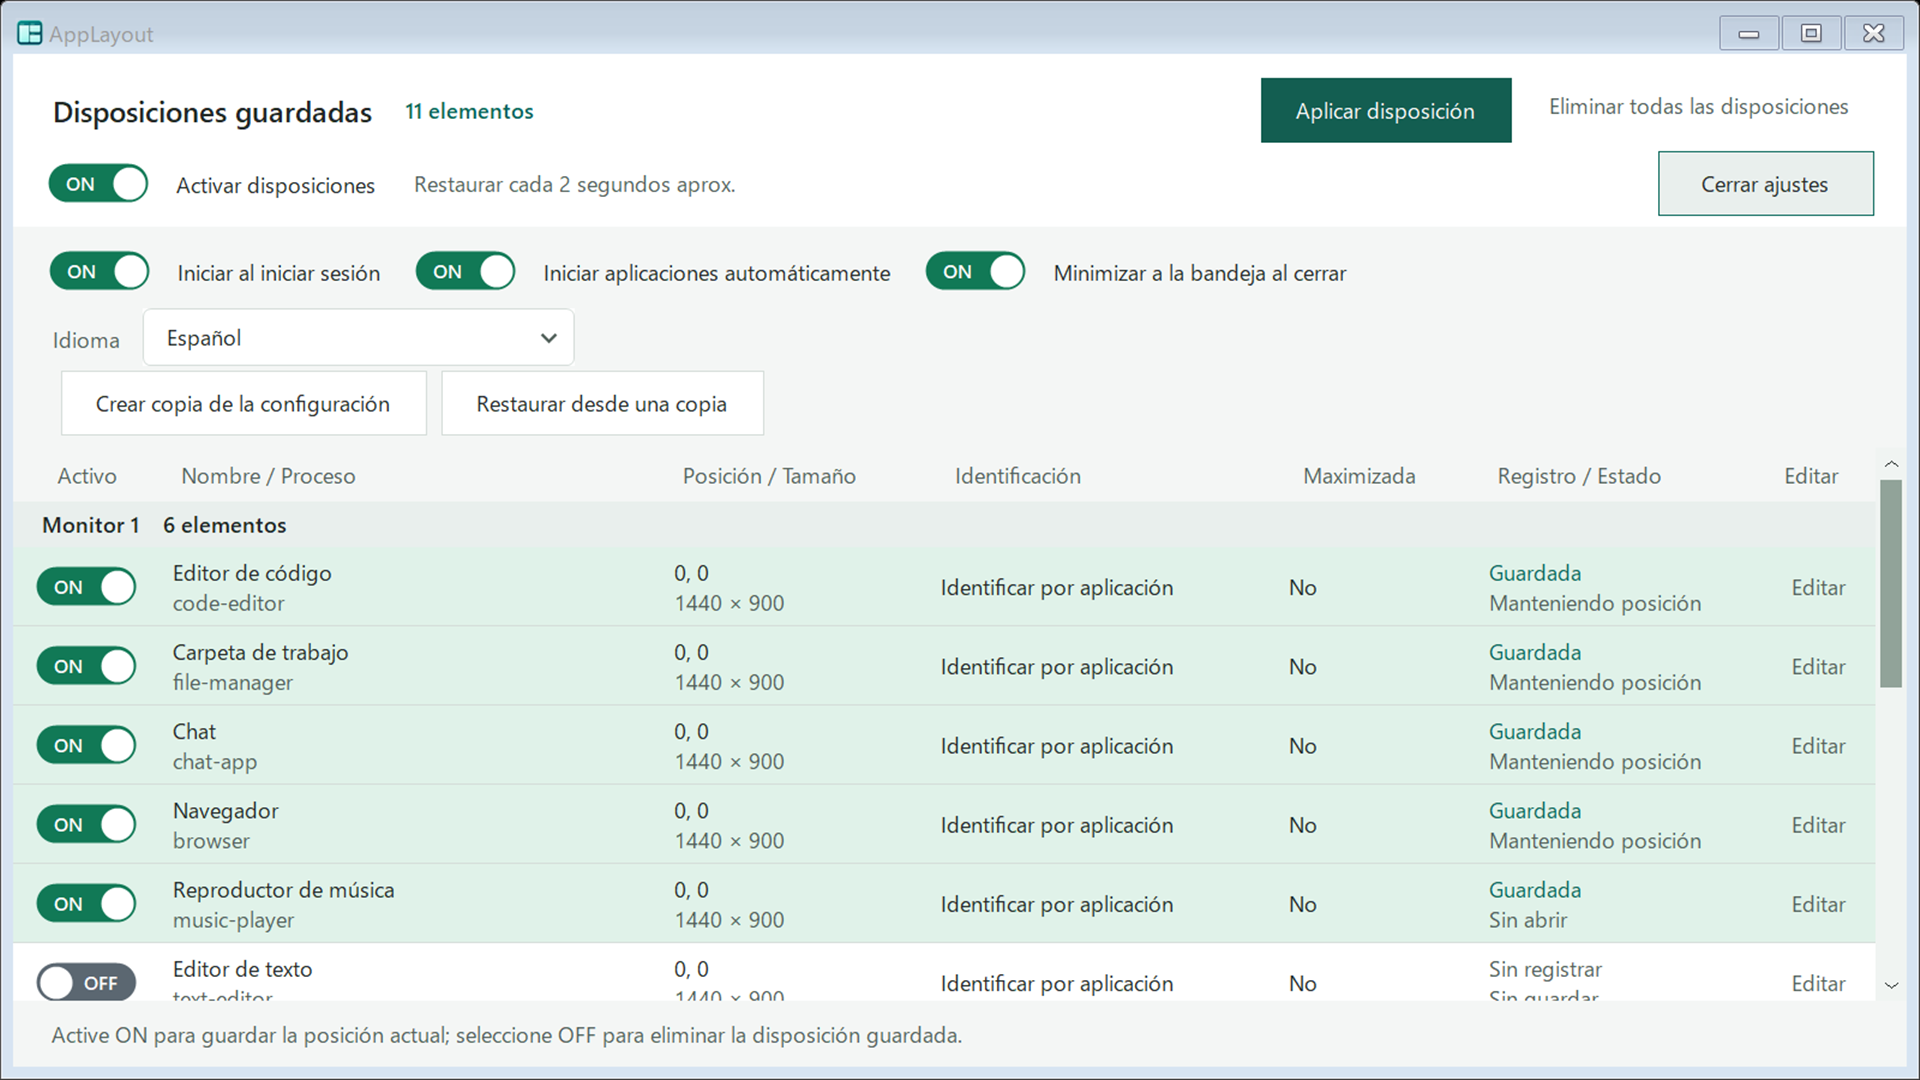 AppLayout
Disposiciones guardadas 11 elementos
Aplicar disposición Eliminar todas las disposiciones
ON Activar disposiciones Restaurar cada 2 segundos aprox.
Cerrar ajustes
ON Iniciar al iniciar sesión ON Iniciar aplicaciones automáticamente ON Minimizar a la bandeja al cerrar
Idioma Español
Crear copia de la configuración Restaurar desde una copia
Activo Nombre / Proceso Posición / Tamaño Identificación Maximizada Registro / Estado Editar
Monitor 1 6 elementos
Editor de código 0, 0 Guardada
ON Identificar por aplicación No Editar
code-editor 1440 × 900 Manteniendo posición
Carpeta de trabajo 0, 0 Guardada
ON Identificar por aplicación No Editar
file-manager 1440 × 900 Manteniendo posición
Chat 0, 0 Guardada
ON Identificar por aplicación No Editar
chat-app 1440 × 900 Manteniendo posición
Navegador 0, 0 Guardada
ON Identificar por aplicación No Editar
browser 1440 × 900 Manteniendo posición
Reproductor de música 0, 0 Guardada
ON Identificar por aplicación No Editar
music-player 1440 × 900 Sin abrir
Editor de texto 0, 0 Sin registrar
OFF Identificar por aplicación No Editar
text-editor 1440 × 900 Sin guardar
Active ON para guardar la posición actual; seleccione OFF para eliminar la disposición guardada.